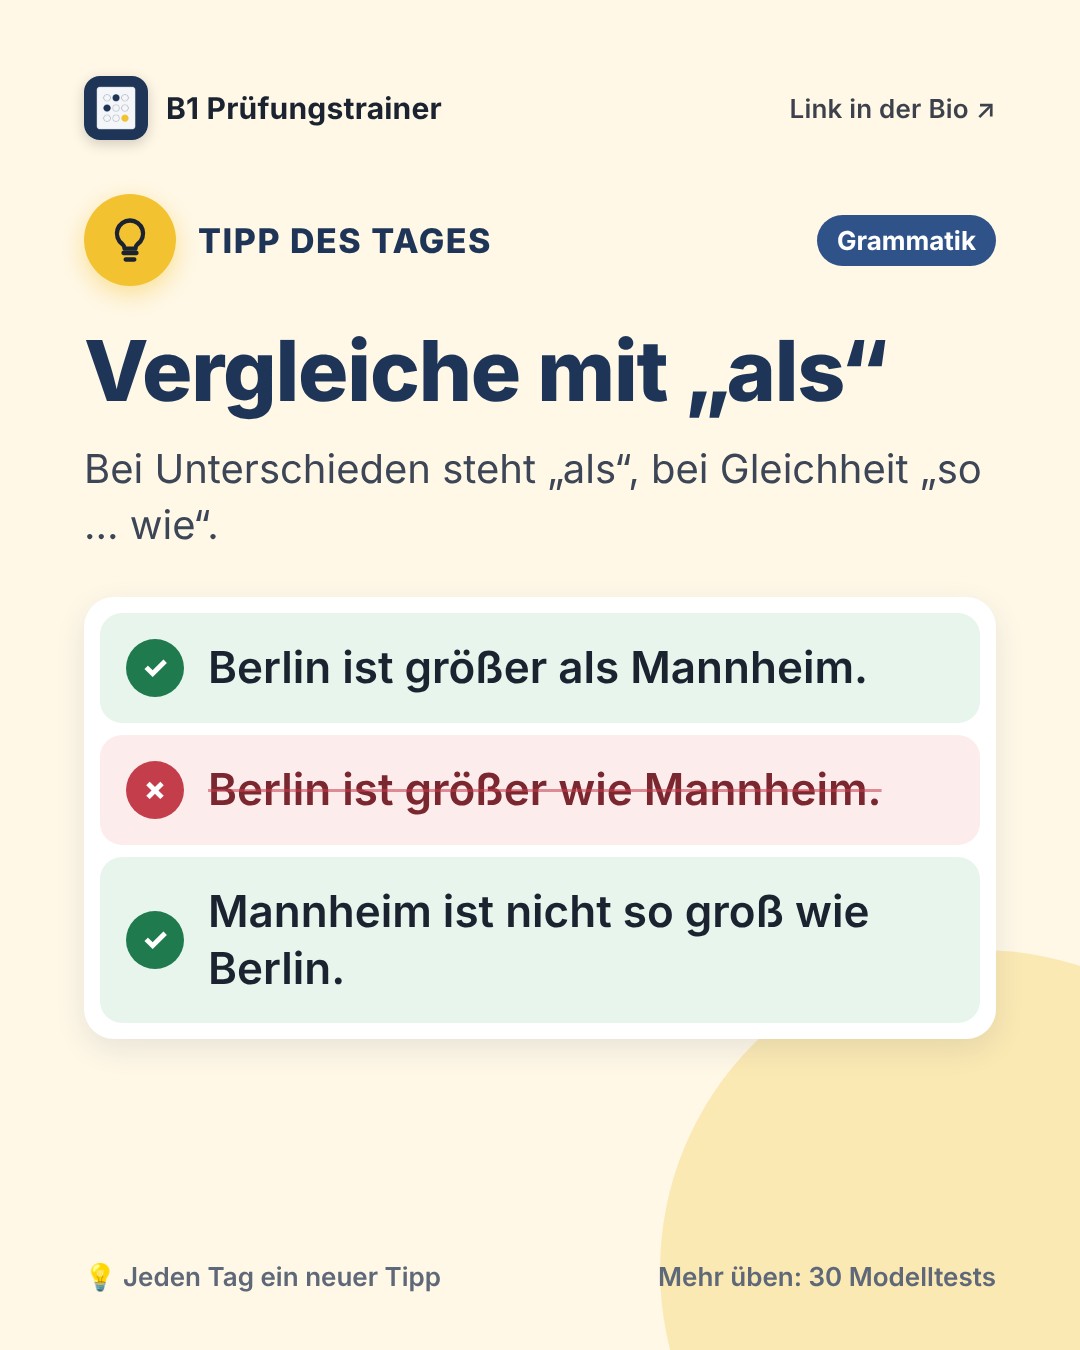 B1 Prüfungstrainer
Link in der Bio ↗
TIPP DES TAGES
Grammatik
Vergleiche mit „als“
Bei Unterschieden steht „als“, bei Gleichheit „so
… wie“.
Berlin ist größer als Mannheim.
Berlin ist größer wie Mannheim.
Mannheim ist nicht so groß wie
Berlin.
💡 Jeden Tag ein neuer Tipp
Mehr üben: 30 Modelltests